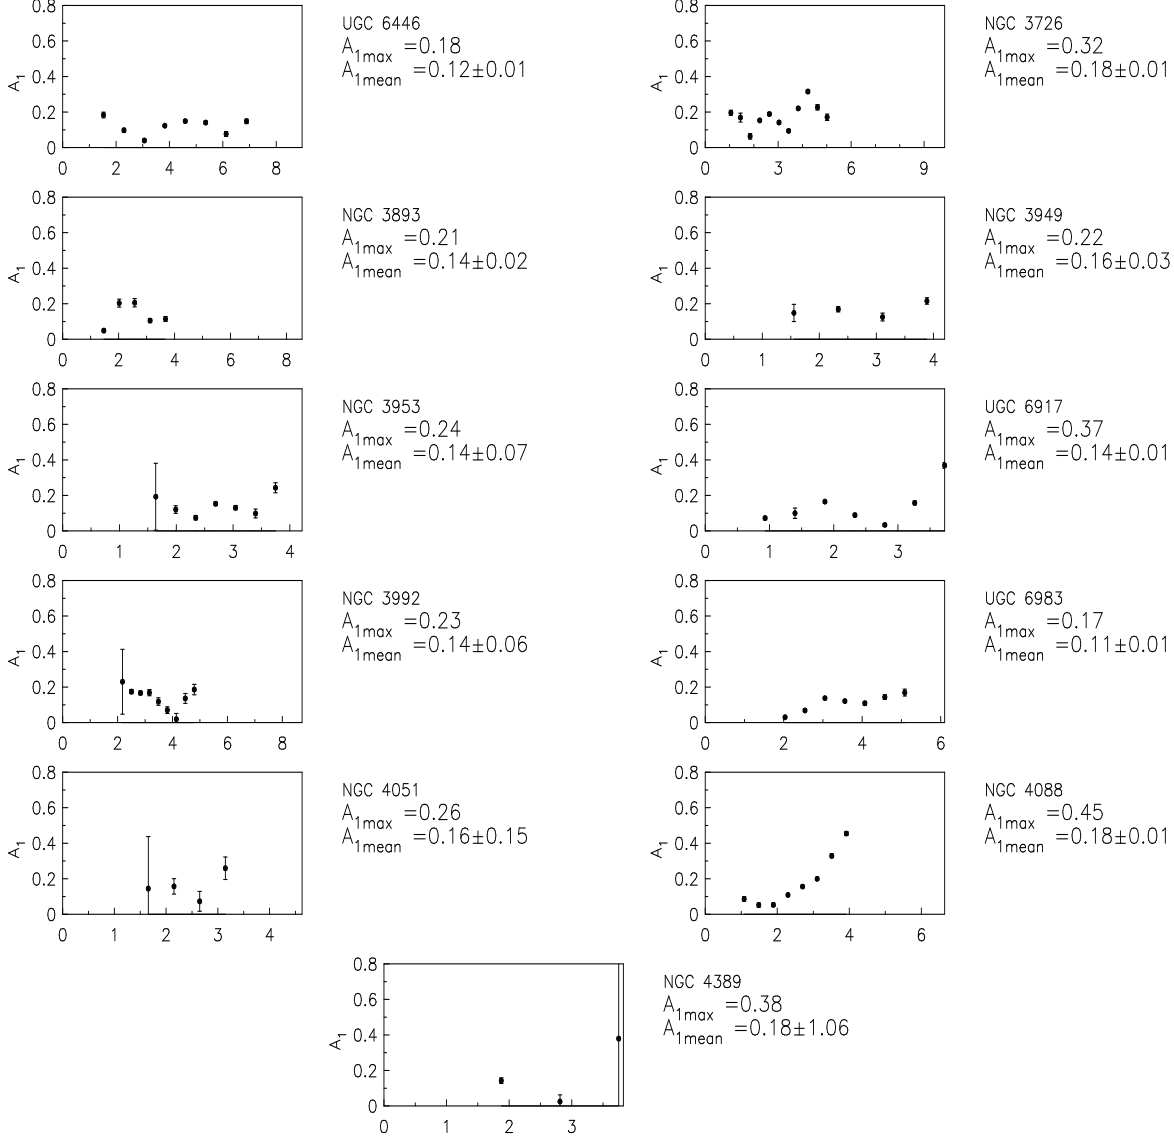 0.8
0.6
0.4
0.2
0
A1
0 2 4 6 8
UGC 6446
A1max =0.18
A1mean =0.12±0.01
0.8
0.6
0.4
0.2
0
A1
0 3 6 9
NGC 3726
A1max =0.32
A1mean =0.18±0.01
0.8
0.6
0.4
0.2
0
A1
0 2 4 6 8
NGC 3893
A1max =0.21
A1mean =0.14±0.02
0.8
0.6
0.4
0.2
0
A1
0 1 2 3 4
NGC 3949
A1max =0.22
A1mean =0.16±0.03
0.8
0.6
0.4
0.2
0
A1
0 1 2 3 4
NGC 3953
A1max =0.24
A1mean =0.14±0.07
0.8
0.6
0.4
0.2
0
A1
0 1 2 3
UGC 6917
A1max =0.37
A1mean =0.14±0.01
0.8
0.6
0.4
0.2
0
A1
0 2 4 6 8
NGC 3992
A1max =0.23
A1mean =0.14±0.06
0.8
0.6
0.4
0.2
0
A1
0 2 4 6
UGC 6983
A1max =0.17
A1mean =0.11±0.01
0.8
0.6
0.4
0.2
0
A1
0 1 2 3 4
NGC 4051
A1max =0.26
A1mean =0.16±0.15
0.8
0.6
0.4
0.2
0
A1
0 2 4 6
NGC 4088
A1max =0.45
A1mean =0.18±0.01
0.8
0.6
0.4
0.2
0
A1
0 1 2 3
NGC 4389
A1max =0.38
A1mean =0.18±1.06